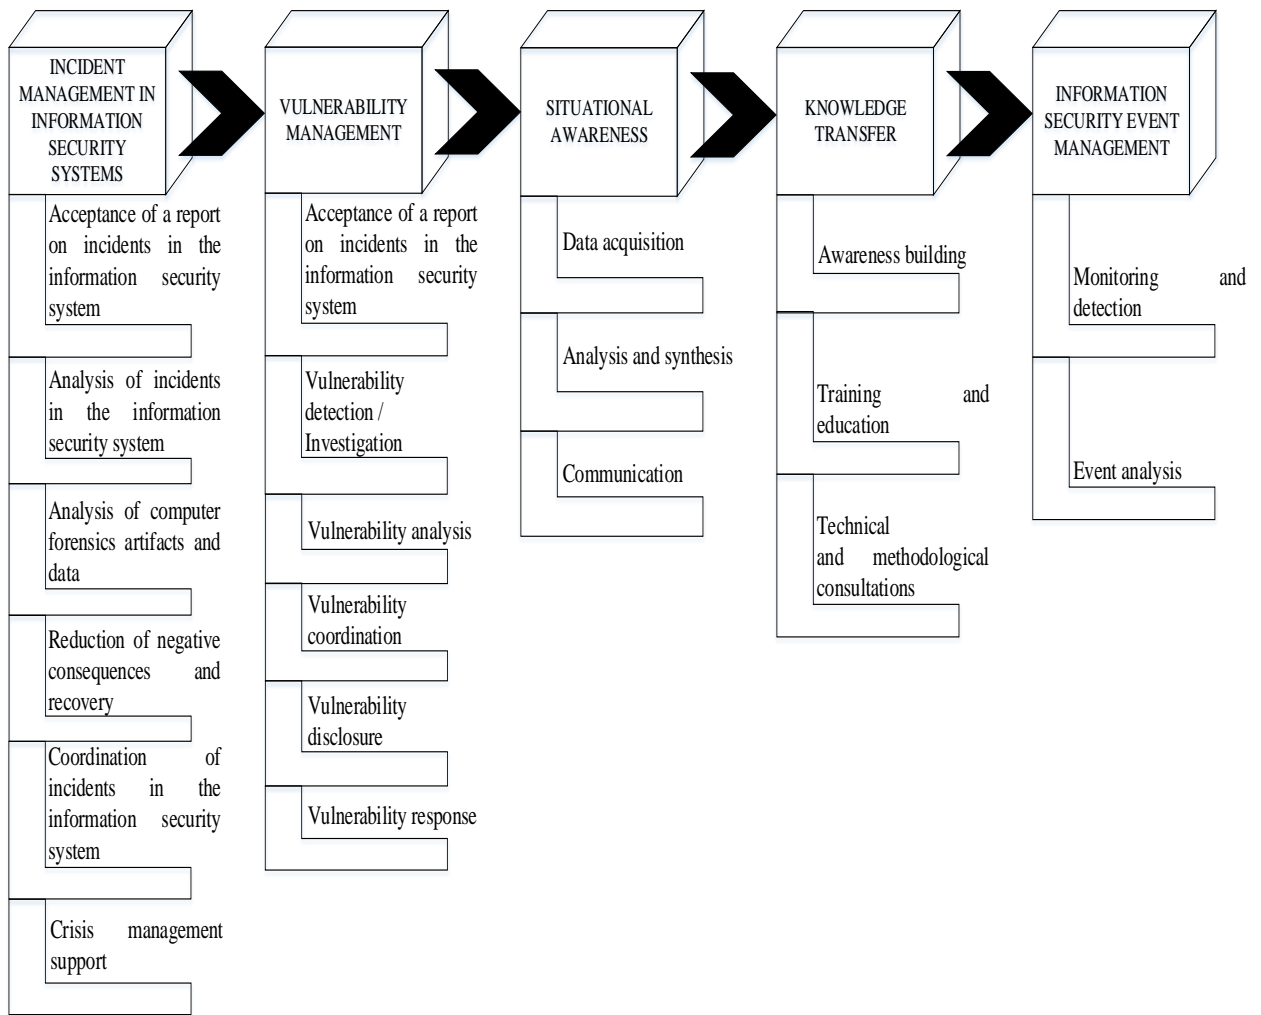 INCIDENT
MANAGEMENT IN
INFORMATION
SECURITY
SYSTEMS
Acceptance of a report
on incidents in the
information security
system
Analysis of incidents
in the information
security system
Analysis of computer
forensics artifacts and
data
Reduction of negative
consequences and
recovery
Coordination of
incidents in the
information security
system
Crisis management
support
VULNERABILITY
MANAGEMENT
Acceptance of a report
on incidents in the
information security
system
Vulnerability
detection /
Investigation
Vulnerability analysis
Vulnerability
coordination
Vulnerability
disclosure
Vulnerability response
SITUATIONAL
AWARENESS
Data acquisition
Analysis and synthesis
Communication
KNOWLEDGE
TRANSFER
Awareness building
Training and
education
Technical
and methodological
consultations
INFORMATION
SECURITY EVENT
MANAGEMENT
Monitoring and
detection
Event analysis